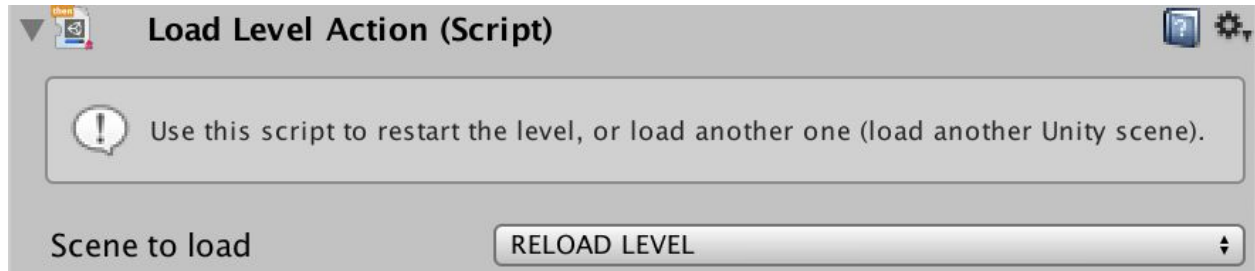 then
Load Level Action (Script)
Use this script to restart the level, or load another one (load another Unity scene).
Scene to load
RELOAD LEVEL